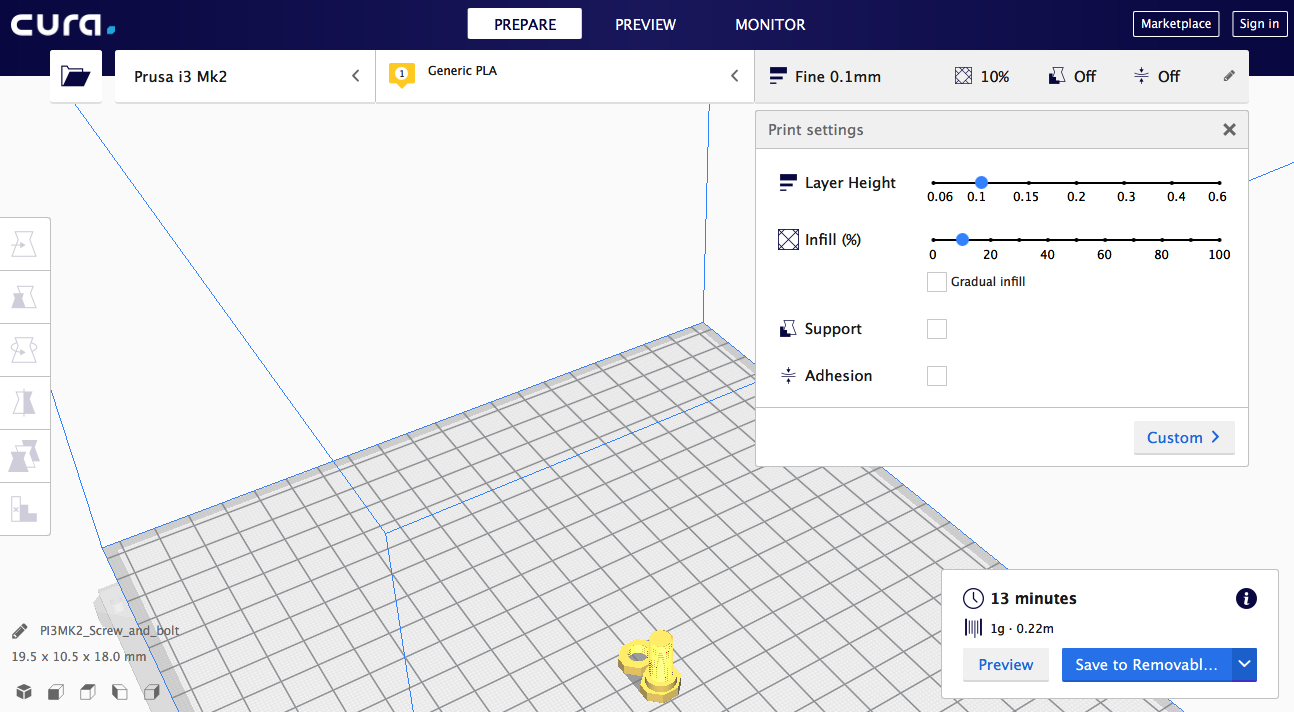 cura.
PREPARE PREVIEW MONITOR Marketplace Sign in
Prusa i3 Mk2 1 Generic PLA Fine 0.1mm 10% Off Off
Print settings
Layer Height
0.06 0.1 0.15 0.2 0.3 0.4 0.6
Infill (%)
0 20 40 60 80 100
Gradual infill
Support
Adhesion
Custom
13 minutes
1g · 0.22m
Preview Save to Removabl...
PI3MK2_Screw_and_bolt
19.5 x 10.5 x 18.0 mm